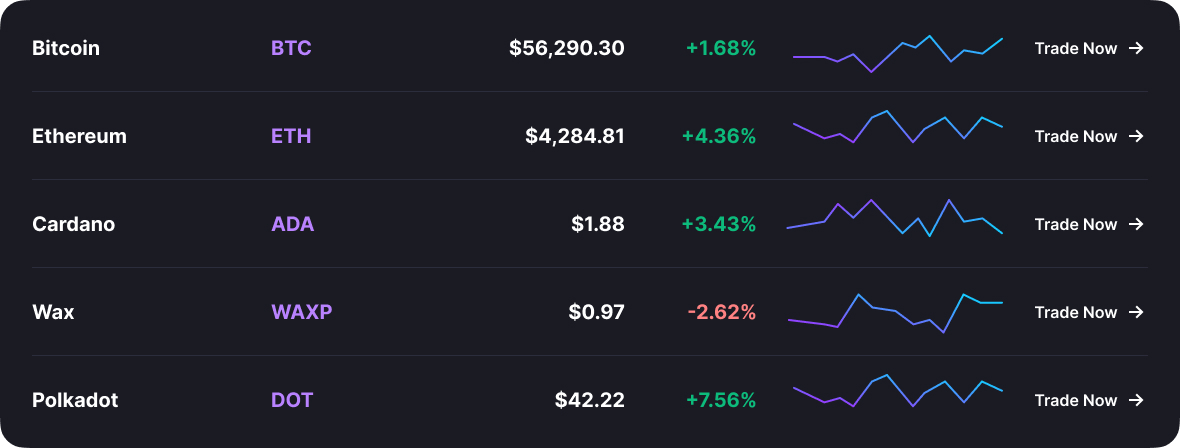 Bitcoin BTC $56,290.30 +1.68% Trade Now →
Ethereum ETH $4,284.81 +4.36% Trade Now →
Cardano ADA $1.88 +3.43% Trade Now →
Wax WAXP $0.97 -2.62% Trade Now →
Polkadot DOT $42.22 +7.56% Trade Now →